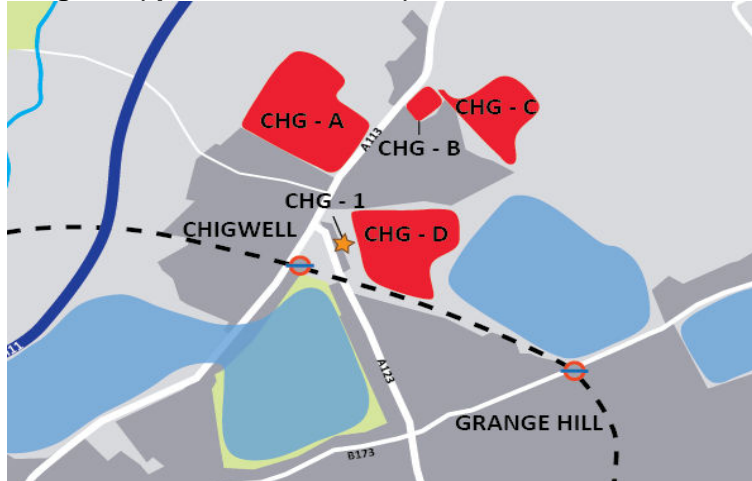 CHG - A
CHG - C
A113
CHG - B
CHG - 1
CHIGWELL
CHG - D
A123
GRANGE HILL
B173